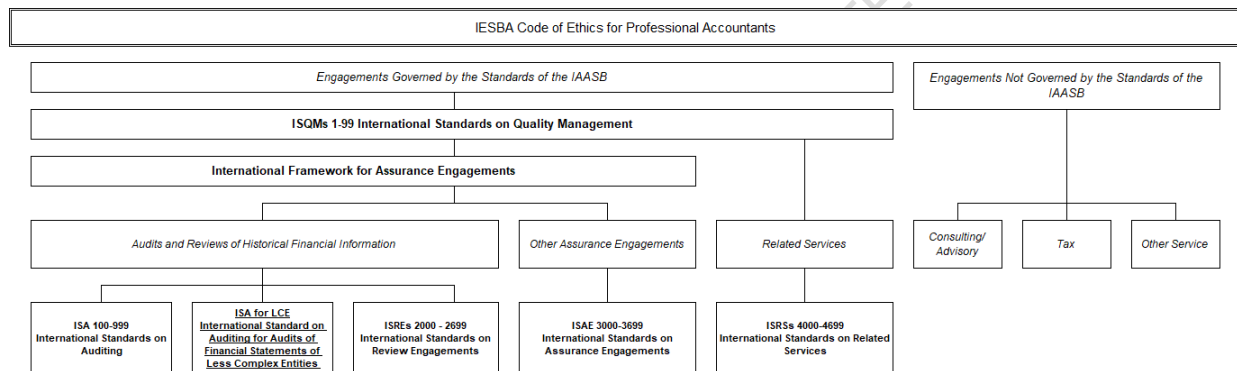 IESBA Code of Ethics for Professional Accountants
Engagements Governed by the Standards of the IAASB
Engagements Not Governed by the Standards of the
IAASB
ISQMs 1-99 International Standards on Quality Management
International Framework for Assurance Engagements
Audits and Reviews of Historical Financial Information
Other Assurance Engagements
Related Services
Consulting/
Advisory
Tax
Other Service
ISA 100-999
International Standards on
Auditing
ISA for LCE
International Standard on
Auditing for Audits of
Financial Statements of
Less Complex Entities
ISREs 2000 - 2699
International Standards on
Review Engagements
ISAE 3000-3699
International Standards on
Assurance Engagements
ISRSs 4000-4699
International Standards on Related
Services